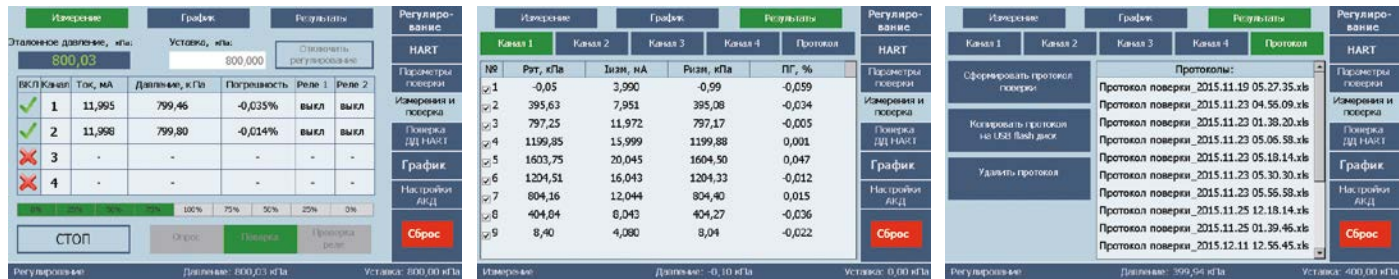 Измерение График Результаты
Эталонное давление, кПа: Уставка, кПа:
800,03 800,000 Отключить регулирование
ВКЛ Канал Ток, мА Давление, кПа Погрешность Реле 1 Реле 2
1 11,995 799,46 -0,035% выкл выкл
2 11,998 799,80 -0,014% выкл выкл
3 - - - - -
4 - - - - -
0% 25% 50% 75% 100% 75% 50% 25% 0%
СТОП Опрос Поверка Проверка реле
Регулирование Давление: 800,03 кПа Уставка: 800,00 кПа
Регулиро-
вание
HART
Параметры
поверки
Измерения и
поверка
Поверка
ДД HART
График
Настройки
АКД
Сброс
Измерение График Результаты
Канал 1 Канал 2 Канал 3 Канал 4 Протокол
№ Рэт, кПа Iизм, мА Ризм, кПа ПГ, %
1 -0,05 3,990 -0,99 -0,059
2 395,63 7,951 395,08 -0,034
3 797,25 11,972 797,17 -0,005
4 1199,85 15,999 1199,88 0,001
5 1603,75 20,045 1604,50 0,047
6 1204,51 16,043 1204,33 -0,012
7 804,16 12,044 804,40 0,015
8 404,84 8,043 404,27 -0,036
9 8,40 4,080 8,04 -0,022
Измерение Давление: -0,10 кПа Уставка: 0,00 кПа
Регулиро-
вание
HART
Параметры
поверки
Измерения и
поверка
Поверка
ДД HART
График
Настройки
АКД
Сброс
Измерение График Результаты
Канал 1 Канал 2 Канал 3 Канал 4 Протокол
Сформировать протокол
поверки
Копировать протокол
на USB flash диск
Удалить протокол
Протоколы:
Протокол поверки_2015.11.19 05.27.35.xls
Протокол поверки_2015.11.23 04.55.09.xls
Протокол поверки_2015.11.23 01.38.20.xls
Протокол поверки_2015.11.23 05.06.58.xls
Протокол поверки_2015.11.23 05.18.14.xls
Протокол поверки_2015.11.23 05.30.30.xls
Протокол поверки_2015.11.23 05.56.58.xls
Протокол поверки_2015.11.25 12.18.14.xls
Протокол поверки_2015.11.25 01.39.46.xls
Протокол поверки_2015.12.11 12.56.45.xls
Регулирование Давление: 399,94 кПа Уставка: 400,00 кПа
Регулиро-
вание
HART
Параметры
поверки
Измерения и
поверка
Поверка
ДД HART
График
Настройки
АКД
Сброс